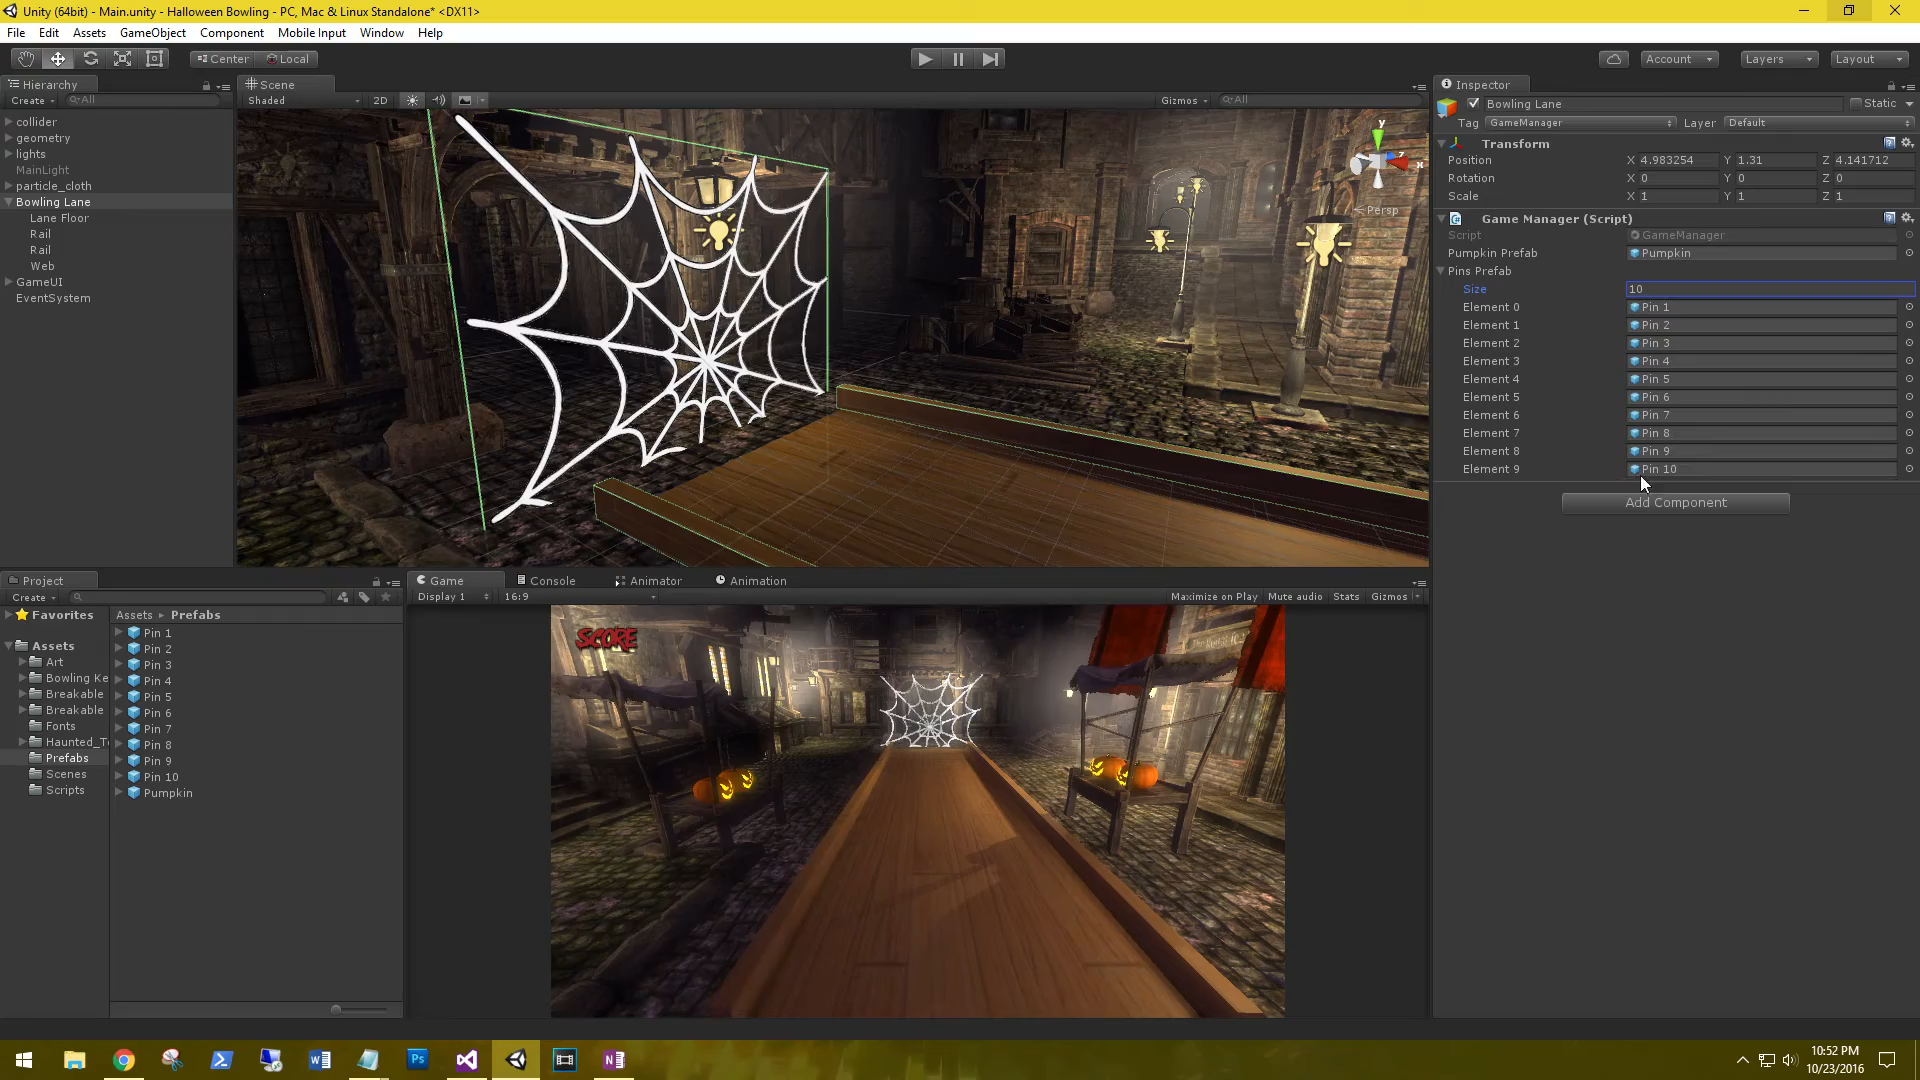 Unity (64bit) - Main.unity - Halloween Bowling - PC, Mac & Linux Standalone* <DX11>
File Edit Assets GameObject Component Mobile Input Window Help
Center Local Account Layers Layout
Hierarchy
Create All
collider
geometry
lights
MainLight
particle_cloth
Bowling Lane
Lane Floor
Rail
Rail
Web
GameUI
EventSystem
Scene
Shaded 2D Gizmos All
y
x
Persp
Inspector
Bowling Lane Static
Tag GameManager Layer Default
Transform
Position X 4.983254 Y 1.31 Z 4.141712
Rotation X 0 Y 0 Z 0
Scale X 1 Y 1 Z 1
Game Manager (Script)
Script GameManager
Pumpkin Prefab Pumpkin
Pins Prefab
Size 10
Element 0 Pin 1
Element 1 Pin 2
Element 2 Pin 3
Element 3 Pin 4
Element 4 Pin 5
Element 5 Pin 6
Element 6 Pin 7
Element 7 Pin 8
Element 8 Pin 9
Element 9 Pin 10
Add Component
Project
Create
Favorites
Assets
Art
Bowling Ke
Breakable
Breakable
Fonts
Haunted_T
Prefabs
Scenes
Scripts
Assets Prefabs
Pin 1
Pin 2
Pin 3
Pin 4
Pin 5
Pin 6
Pin 7
Pin 8
Pin 9
Pin 10
Pumpkin
Game Console Animator Animation
Display 1 16:9 Maximize on Play Mute audio Stats Gizmos
SCORE
10:52 PM
10/23/2016